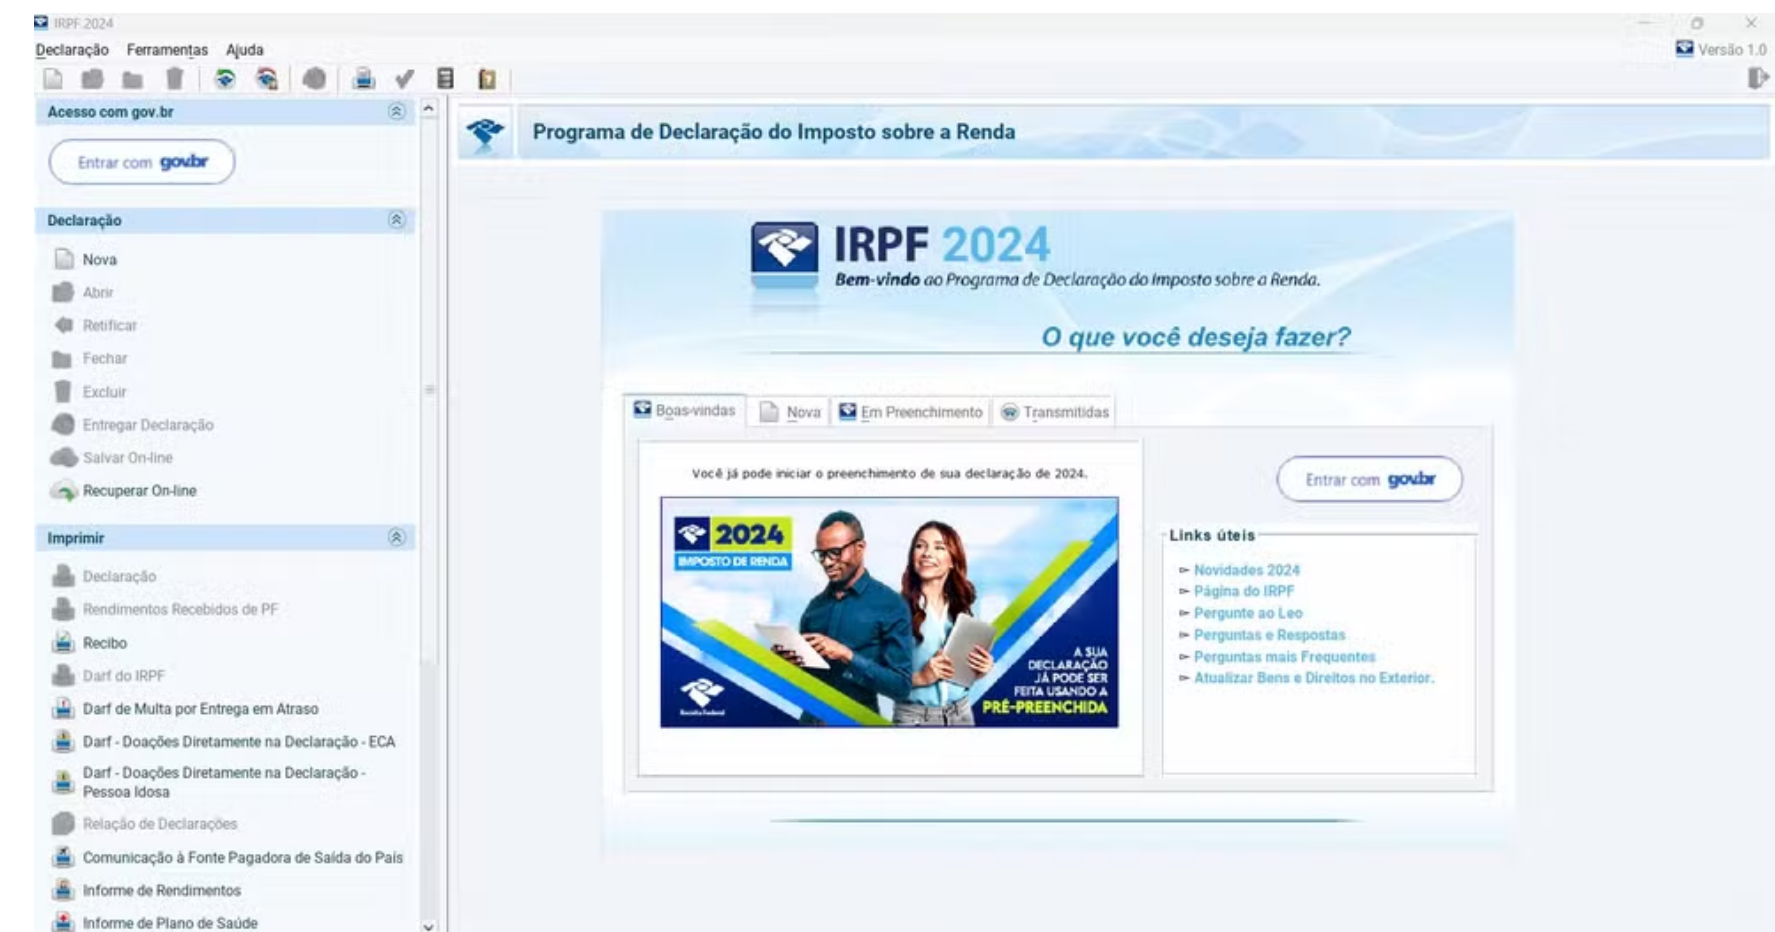 IRPF 2024
Declaração Ferramentas Ajuda
Versão 1.0
Acesso com gov.br
Entrar com gov.br
Declaração
Nova
Abrir
Retificar
Fechar
Excluir
Entregar Declaração
Salvar On-line
Recuperar On-line
Imprimir
Declaração
Rendimentos Recebidos de PF
Recibo
Darf do IRPF
Darf de Multa por Entrega em Atraso
Darf - Doações Diretamente na Declaração - ECA
Darf - Doações Diretamente na Declaração -
Pessoa Idosa
Relação de Declarações
Comunicação à Fonte Pagadora de Saída do País
Informe de Rendimentos
Informe de Plano de Saúde
Programa de Declaração do Imposto sobre a Renda
IRPF 2024
Bem-vindo ao Programa de Declaração do Imposto sobre a Renda.
O que você deseja fazer?
Boas-vindas Nova Em Preenchimento Transmitidas
Você já pode iniciar o preenchimento de sua declaração de 2024.
2024
IMPOSTO DE RENDA
A SUA
DECLARAÇÃO
JÁ PODE SER
FEITA USANDO A
PRÉ-PREENCHIDA
Receita Federal
Entrar com gov.br
Links úteis
Novidades 2024
Página do IRPF
Pergunte ao Leo
Perguntas e Respostas
Perguntas mais Frequentes
Atualizar Bens e Direitos no Exterior.